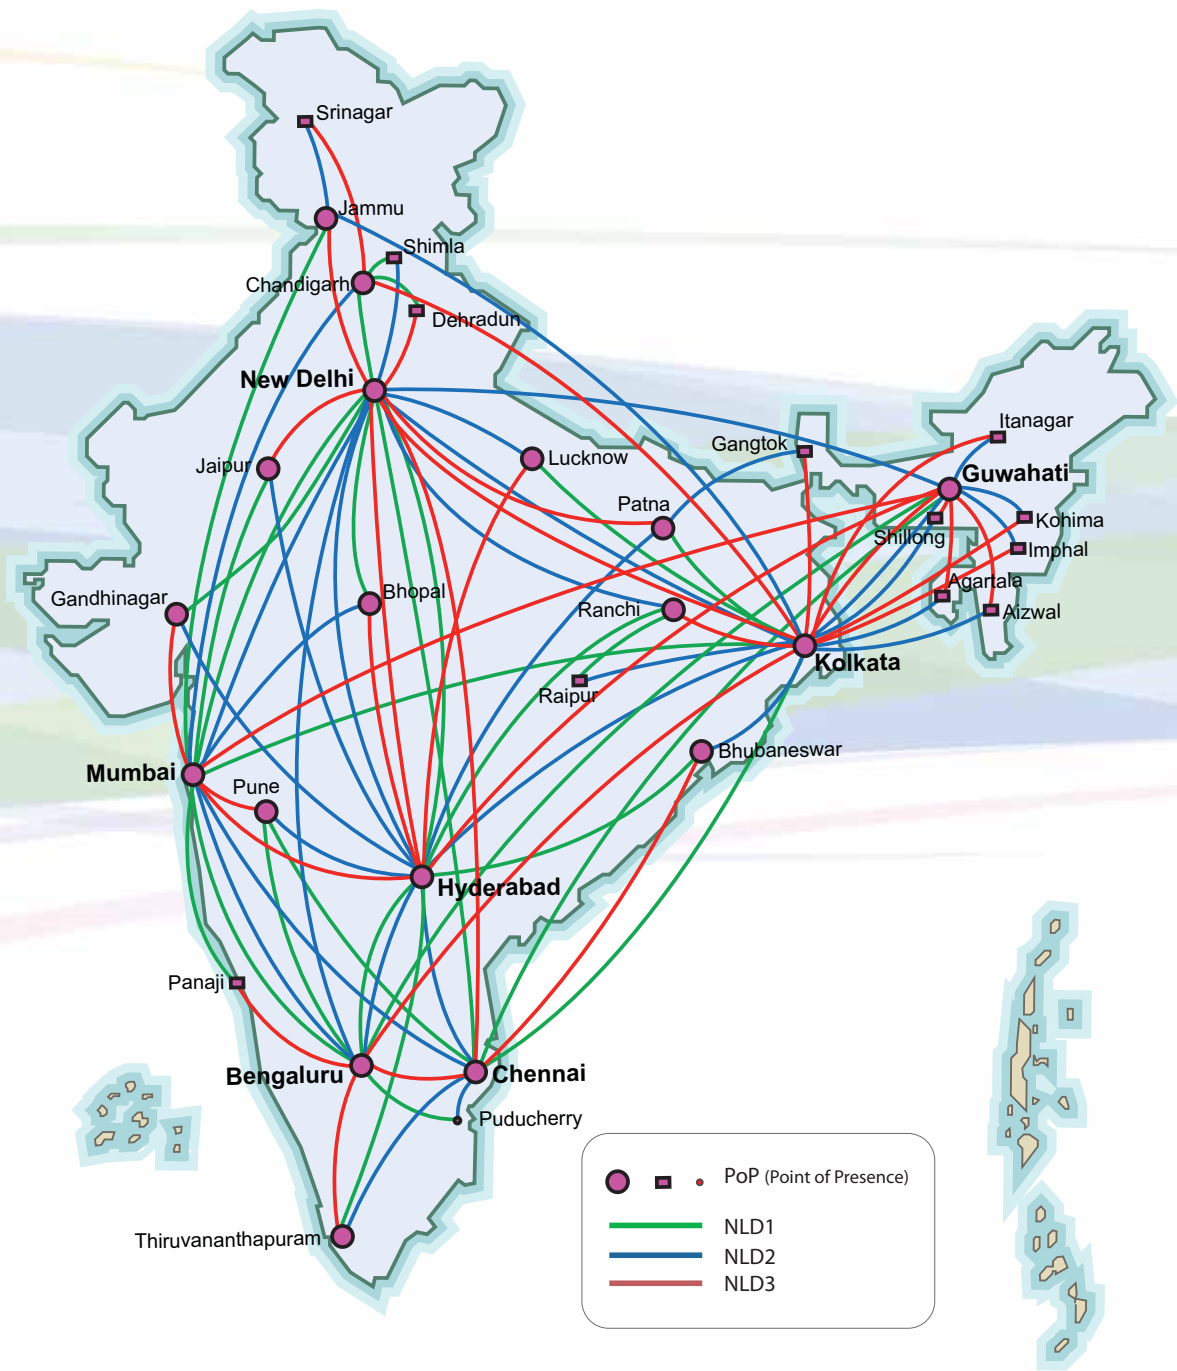 Srinagar
Jammu
Shimla
Chandigarh
Dehradun
New Delhi
Itanagar
Gangtok
Jaipur
Lucknow
Guwahati
Patna
Kohima
Shillong
Imphal
Agartala
Bhopal
Gandhinagar
Ranchi
Aizwal
Kolkata
Raipur
Bhubaneswar
Mumbai
Pune
Hyderabad
Panaji
Bengaluru
Chennai
Puducherry
Thiruvananthapuram
PoP (Point of Presence)
NLD1
NLD2
NLD3